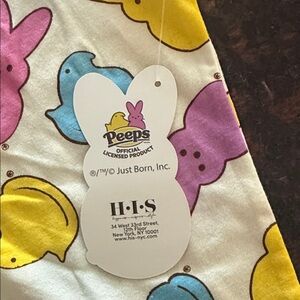 Peeps
OFFICIAL
LICENSED PRODUCT
®/™/© Just Born, Inc.
H·I·S
34 West 33rd Street,
12th Floor
New York, NY 10001
www.his-nyc.com